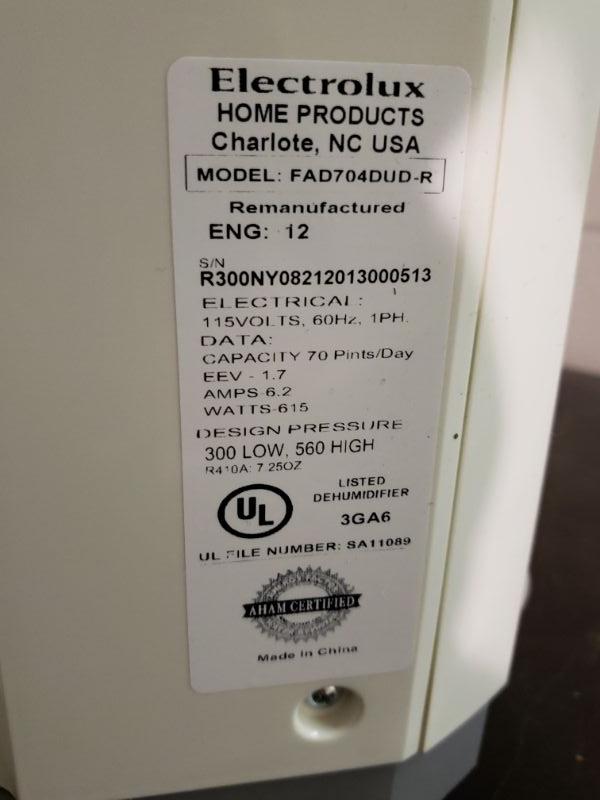 Electrolux
HOME PRODUCTS
Charlote, NC USA
MODEL: FAD704DUD-R
Remanufactured
ENG: 12
S/N
R300NY08212013000513
ELECTRICAL:
115VOLTS, 60Hz, 1PH.
DATA:
CAPACITY 70 Pints/Day
EEV - 1.7
AMPS-6.2
WATTS-615
DESIGN PRESSURE
300 LOW, 560 HIGH
R410A: 7.25OZ
UL
LISTED
DEHUMIDIFIER
3GA6
UL FILE NUMBER: SA11089
AHAM CERTIFIED
Made in China